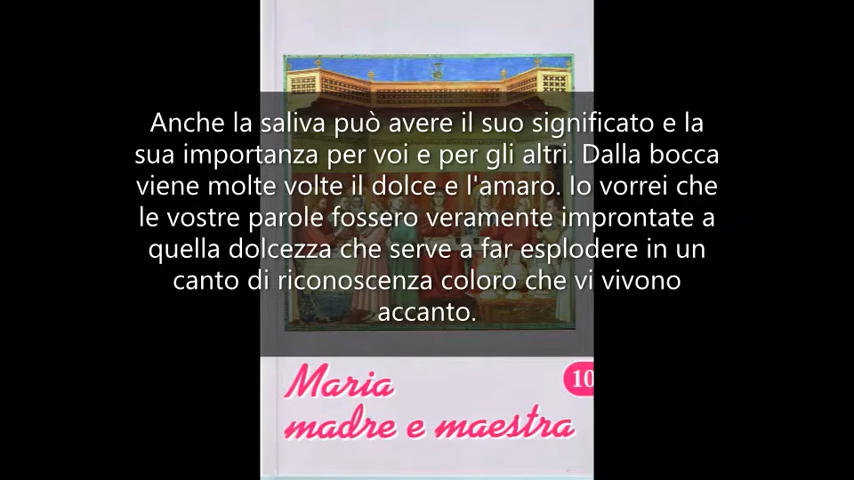 Anche la saliva può avere il suo significato e la
sua importanza per voi e per gli altri. Dalla bocca
viene molte volte il dolce e l'amaro. Io vorrei che
le vostre parole fossero veramente improntate a
quella dolcezza che serve a far esplodere in un
canto di riconoscenza coloro che vi vivono
accanto.
Maria
10
madre e maestra